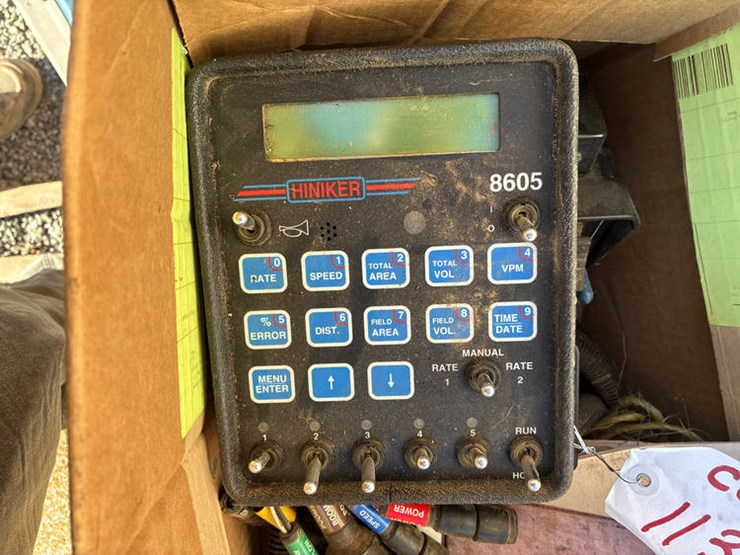 HINIKER
8605
O
0 RATE
1 SPEED
TOTAL 2 AREA
TOTAL 3 VOL.
4 VPM
% 5 ERROR
6 DIST.
FIELD 7 AREA
FIELD 8 VOL.
TIME 9 DATE
MENU ENTER
↑
↓
MANUAL
RATE 1
RATE 2
1
2
3
4
5
RUN
SPEED
POWER
11